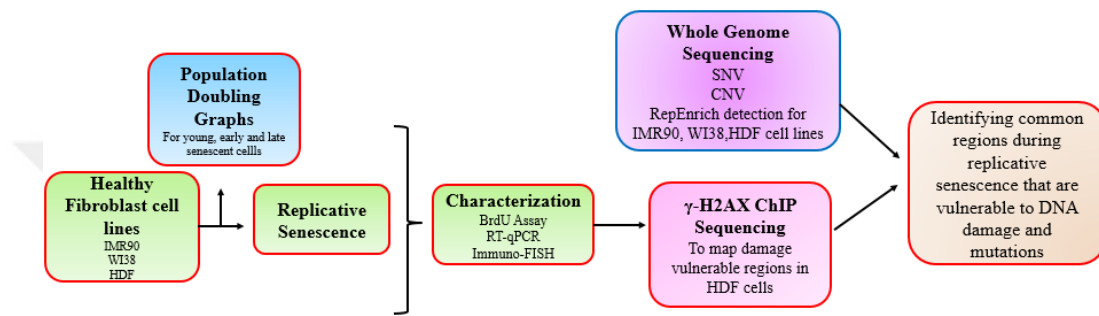 Population
Doubling
Graphs
For young, early and late
senescent cellls
Healthy
Fibroblast cell
lines
IMR90
WI38
HDF
Replicative
Senescence
Characterization
BrdU Assay
RT-qPCR
Immuno-FISH
Whole Genome
Sequencing
SNV
CNV
RepEnrich detection for
IMR90, WI38,HDF cell lines
γ-H2AX ChIP
Sequencing
To map damage
vulnerable regions in
HDF cells
Identifying common
regions during
replicative
senescence that are
vulnerable to DNA
damage and
mutations